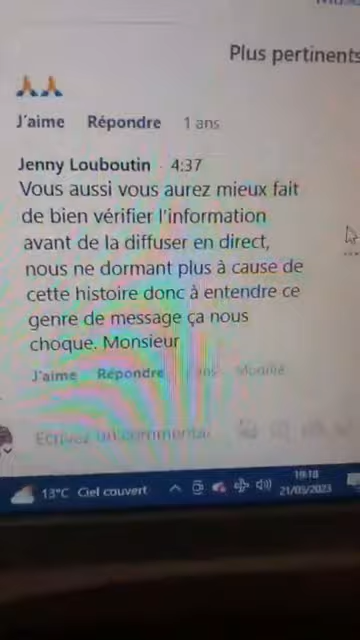 Plus pertinents
🙏🙏
J'aime Répondre 1 ans
Jenny Louboutin · 4:37
Vous aussi vous aurez mieux fait
de bien vérifier l'information
avant de la diffuser en direct,
nous ne dormant plus à cause de
cette histoire donc à entendre ce
genre de message ça nous
choque. Monsieur
J'aime Répondre ans Modifié
Écrivez un commentai
19:18
13°C Ciel couvert
21/03/2023